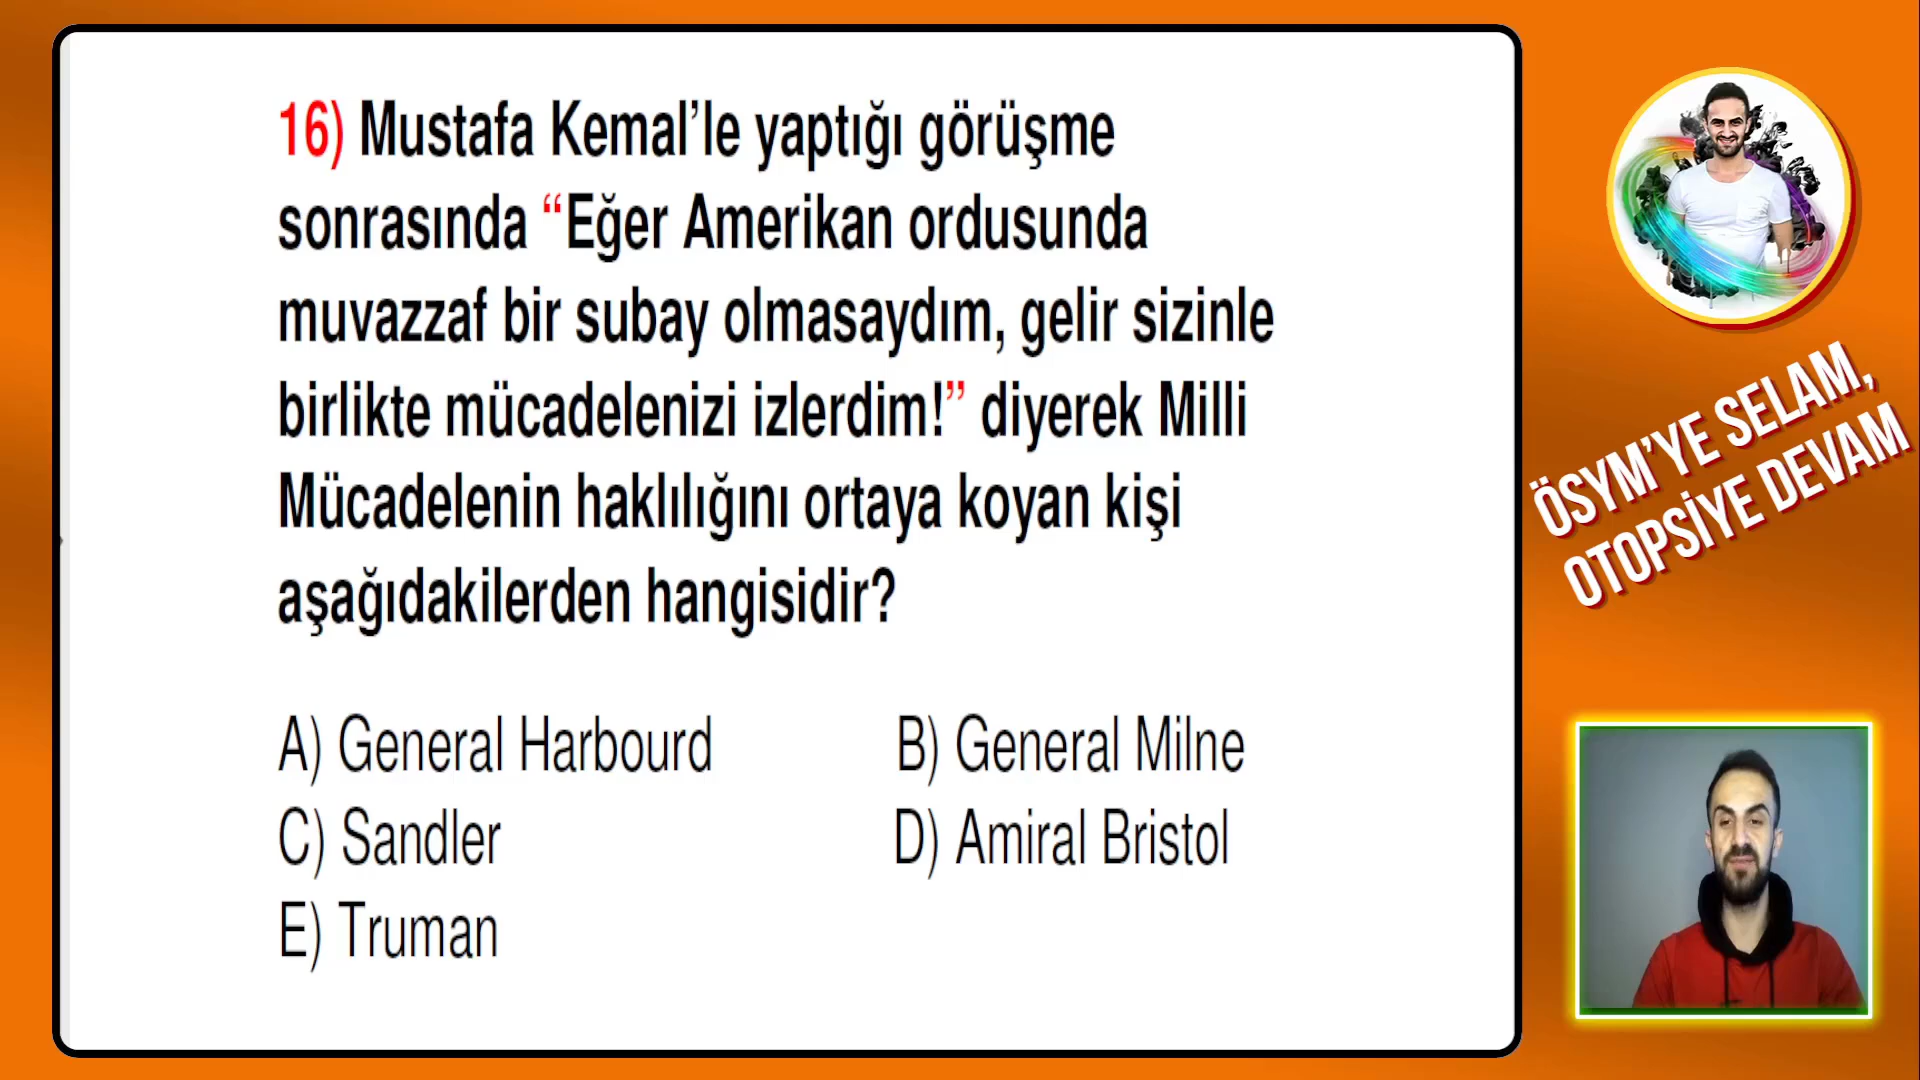 16) Mustafa Kemal’le yaptığı görüşme
sonrasında “Eğer Amerikan ordusunda
muvazzaf bir subay olmasaydım, gelir sizinle
birlikte mücadelenizi izlerdim!” diyerek Milli
Mücadelenin haklılığını ortaya koyan kişi
aşağıdakilerden hangisidir?
A) General Harbourd
B) General Milne
C) Sandler
D) Amiral Bristol
E) Truman
ÖSYM’YE SELAM,
OTOPSİYE DEVAM